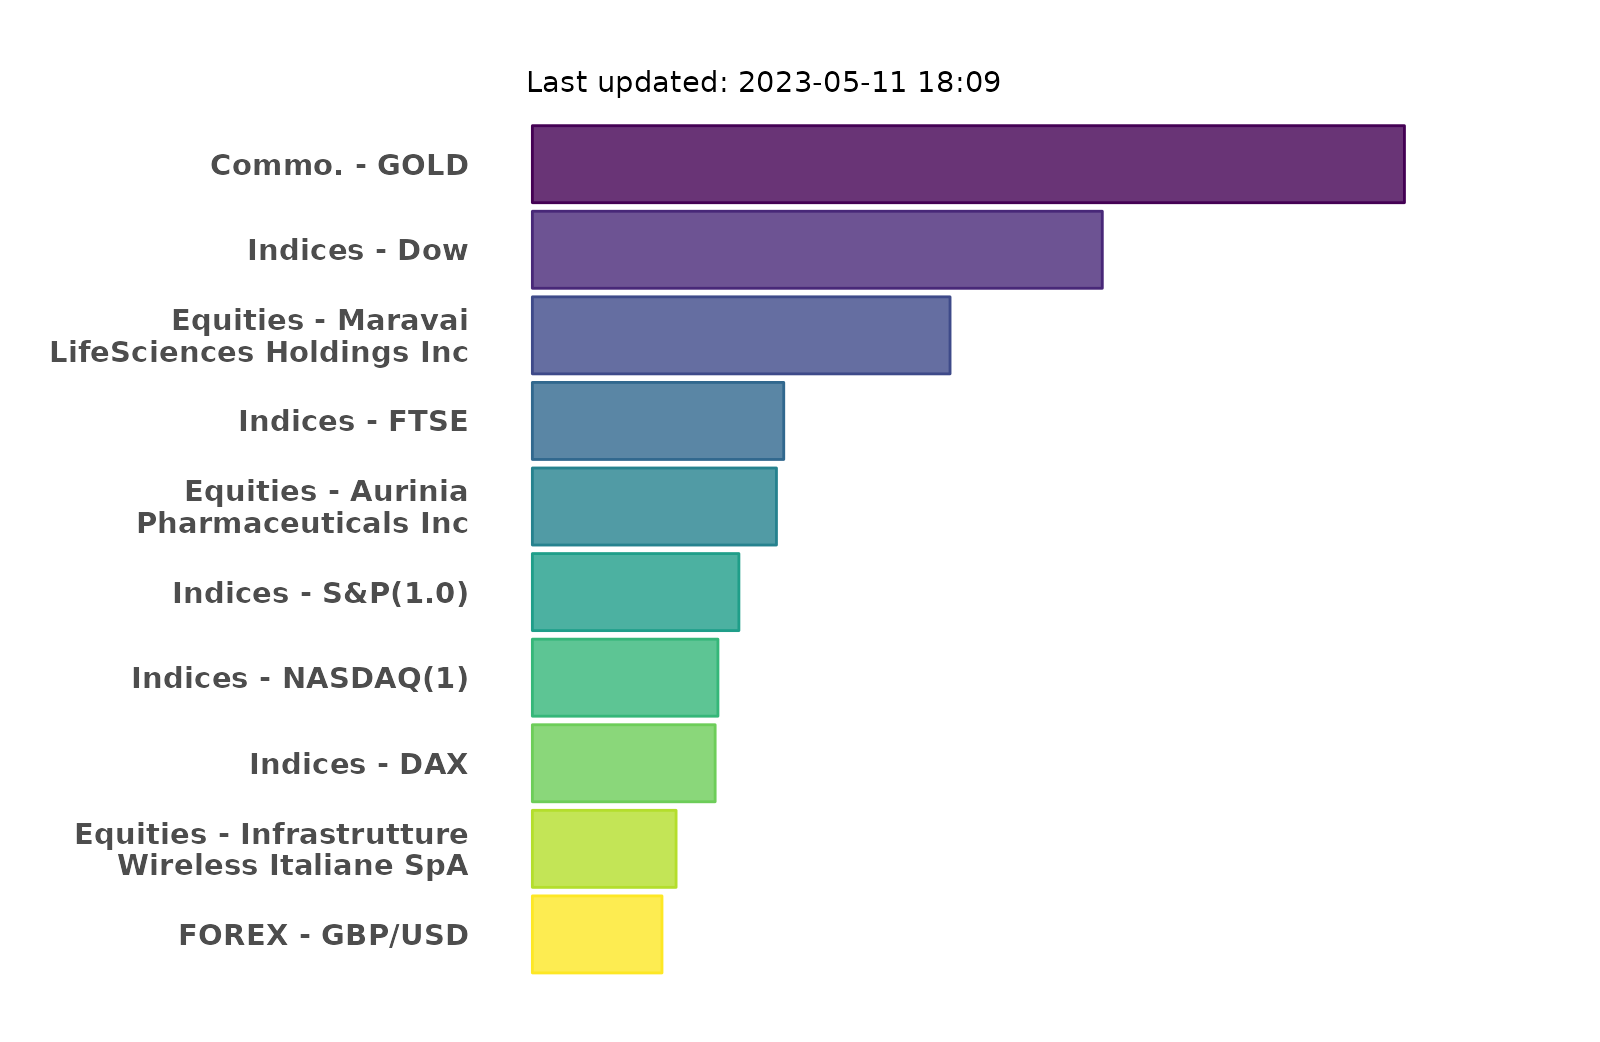 Last updated: 2023-05-11 18:09
Commo. - GOLD
Indices - Dow
Equities - Maravai
LifeSciences Holdings Inc
Indices - FTSE
Equities - Aurinia
Pharmaceuticals Inc
Indices - S&P(1.0)
Indices - NASDAQ(1)
Indices - DAX
Equities - Infrastrutture
Wireless Italiane SpA
FOREX - GBP/USD